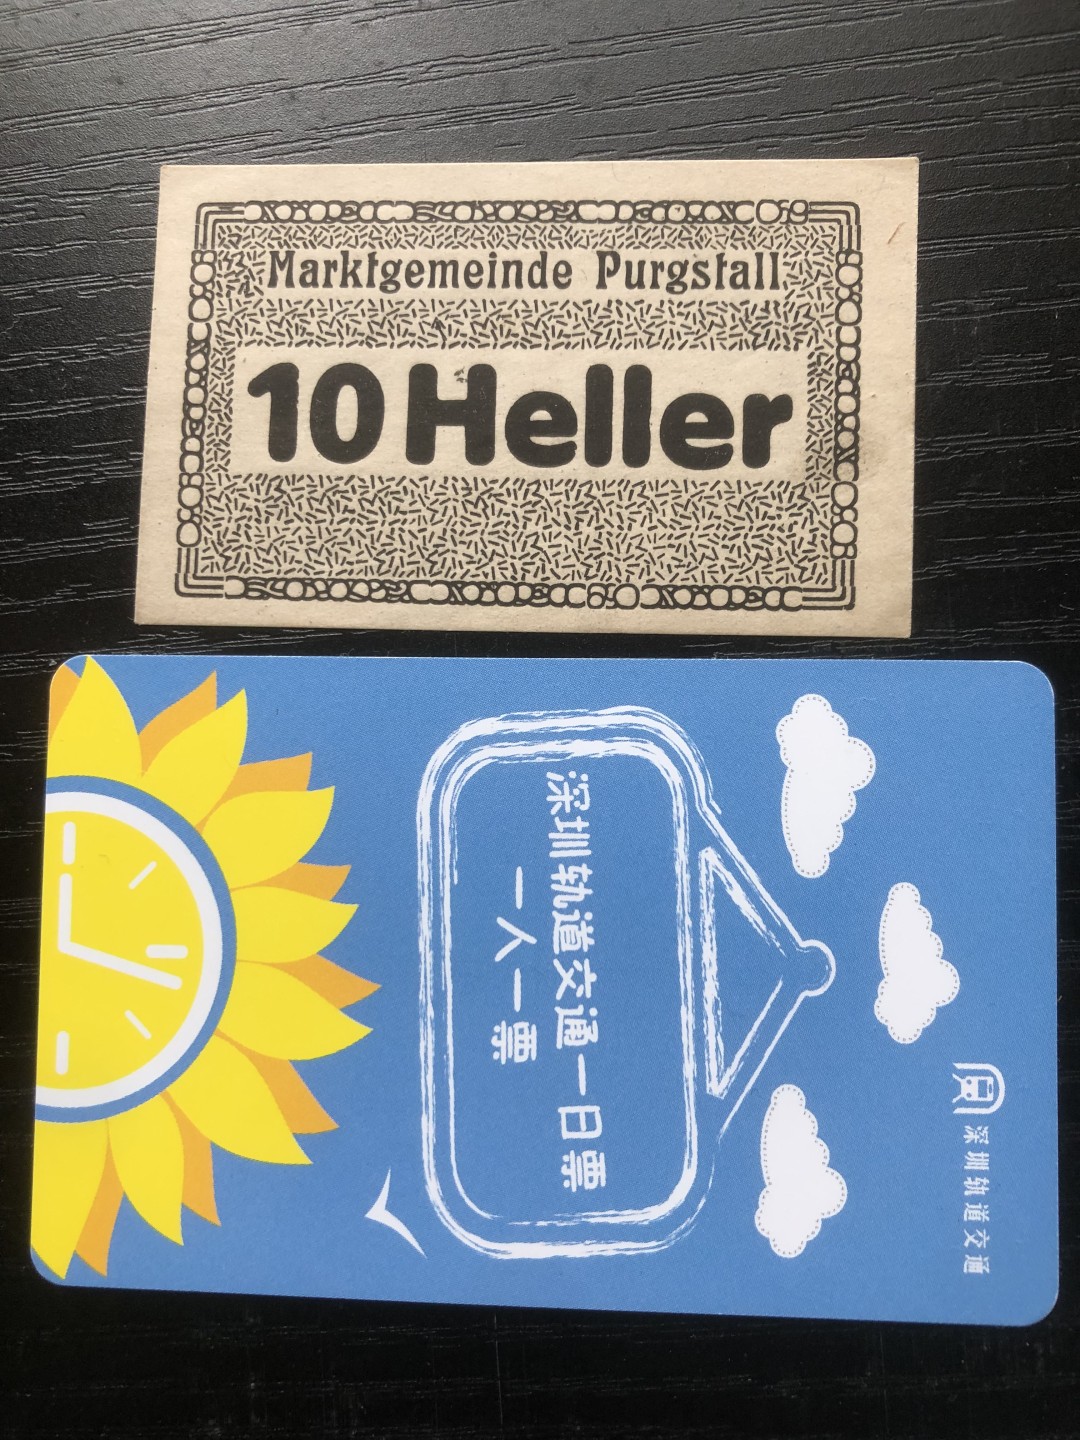 Marktgemeinde Purgstall
10 Heller
深圳轨道交通一日票
一人一票
深圳轨道交通